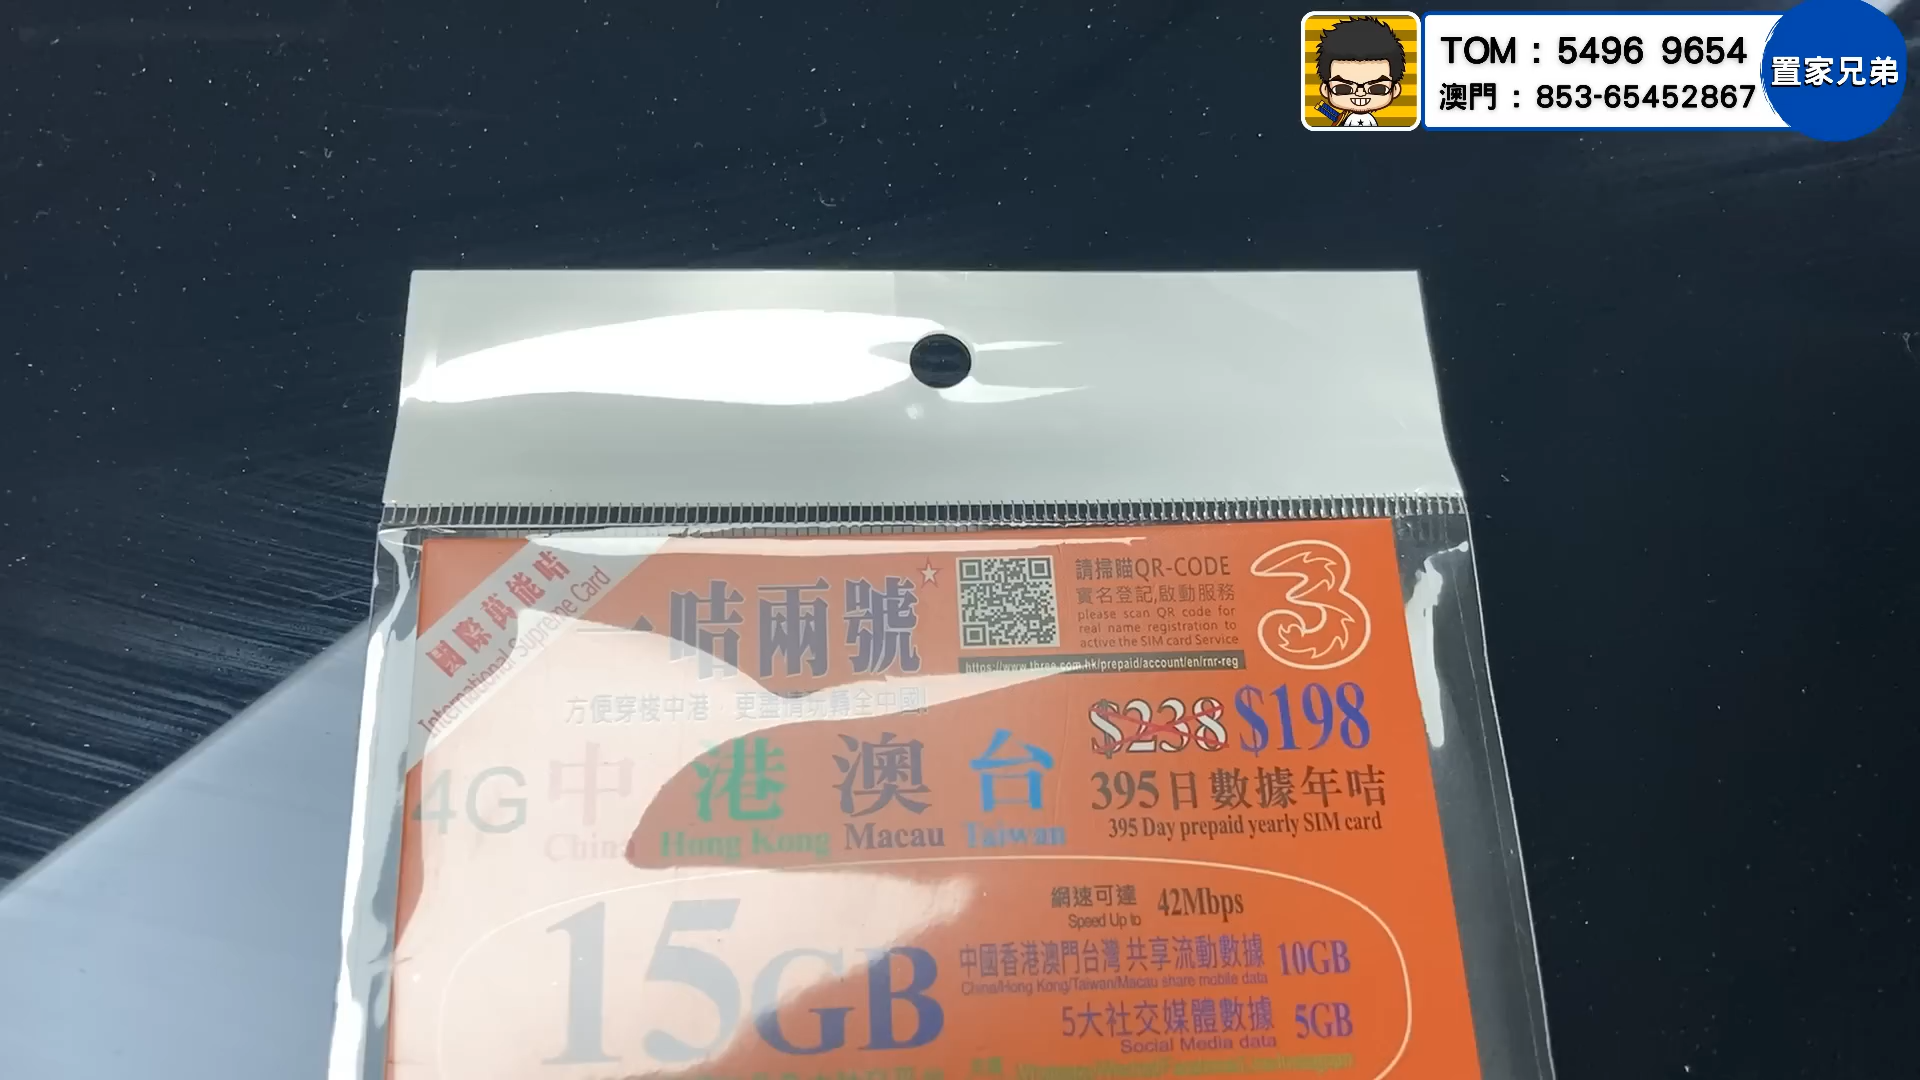 TOM : 5496 9654
澳門 : 853-65452867
置家兄弟
國際萬能咭
International Supreme Card
一咭兩號
方便穿梭中港 更盡情玩轉全中國!
請掃瞄QR-CODE
實名登記,啟動服務
please scan QR code for
real name registration to
active the SIM card Service
https://www.three.com.hk/prepaid/account/en/rnr-reg
3
$238 $198
395日數據年咭
395 Day prepaid yearly SIM card
4G 中 港 澳 台
China Hong Kong Macau Taiwan
15GB
網速可達 42Mbps
Speed Up to
中國香港澳門台灣 共享流動數據 10GB
China/Hong Kong/Taiwan/Macau share mobile data
5大社交媒體數據 5GB
Social Media data